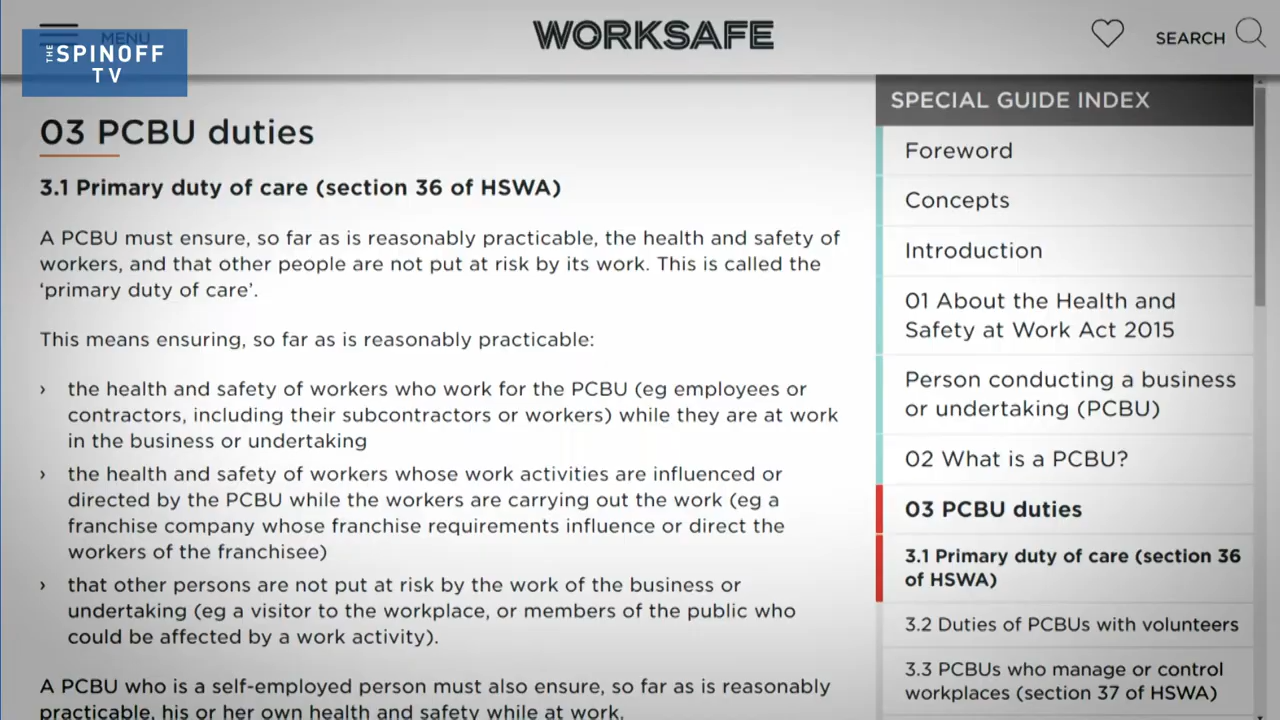 WORKSAFE
MENU
SEARCH
THE SPINOFF
TV
03 PCBU duties
3.1 Primary duty of care (section 36 of HSWA)
A PCBU must ensure, so far as is reasonably practicable, the health and safety of
workers, and that other people are not put at risk by its work. This is called the
‘primary duty of care’.
This means ensuring, so far as is reasonably practicable:
› the health and safety of workers who work for the PCBU (eg employees or
contractors, including their subcontractors or workers) while they are at work
in the business or undertaking
› the health and safety of workers whose work activities are influenced or
directed by the PCBU while the workers are carrying out the work (eg a
franchise company whose franchise requirements influence or direct the
workers of the franchisee)
› that other persons are not put at risk by the work of the business or
undertaking (eg a visitor to the workplace, or members of the public who
could be affected by a work activity).
A PCBU who is a self-employed person must also ensure, so far as is reasonably
practicable, his or her own health and safety while at work.
SPECIAL GUIDE INDEX
Foreword
Concepts
Introduction
01 About the Health and
Safety at Work Act 2015
Person conducting a business
or undertaking (PCBU)
02 What is a PCBU?
03 PCBU duties
3.1 Primary duty of care (section 36
of HSWA)
3.2 Duties of PCBUs with volunteers
3.3 PCBUs who manage or control
workplaces (section 37 of HSWA)